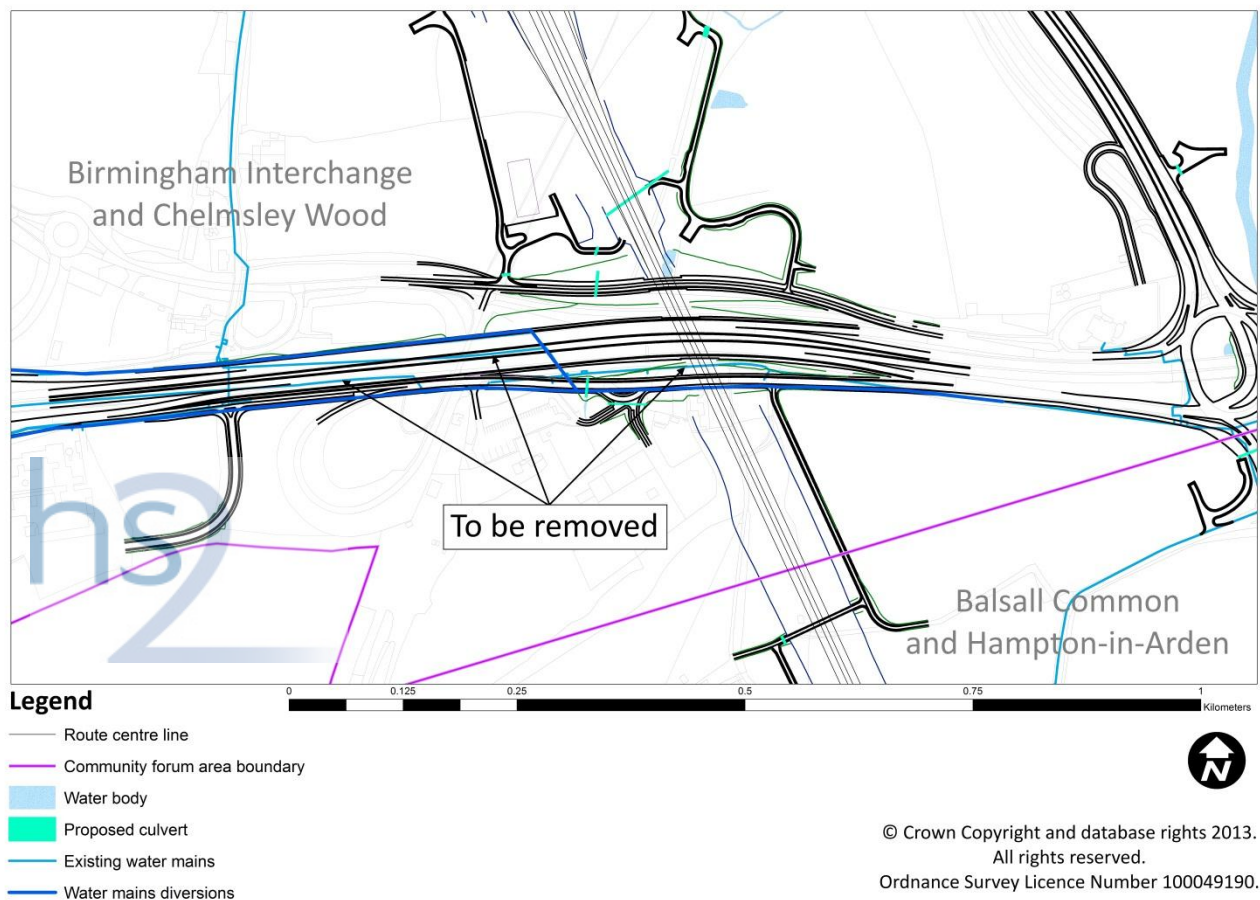 Birmingham Interchange
and Chelmsley Wood
To be removed
hs2
Balsall Common
and Hampton-in-Arden
Legend
0 0.125 0.25 0.5 0.75 1
Kilometers
Route centre line
Community forum area boundary
Water body
Proposed culvert
Existing water mains
Water mains diversions
N
© Crown Copyright and database rights 2013.
All rights reserved.
Ordnance Survey Licence Number 100049190.